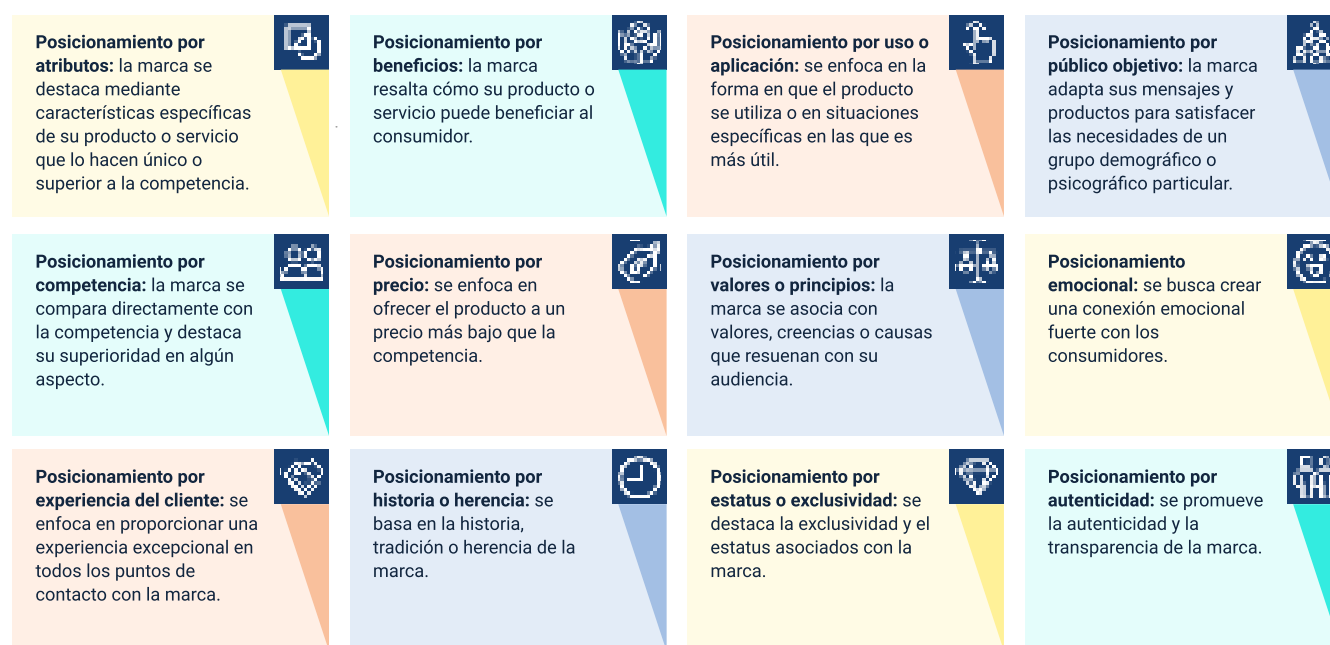 Posicionamiento por
atributos: la marca se
destaca mediante
características específicas
de su producto o servicio
que lo hacen único o
superior a la competencia.
Posicionamiento por
beneficios: la marca
resalta cómo su producto o
servicio puede beneficiar al
consumidor.
Posicionamiento por uso o
aplicación: se enfoca en la
forma en que el producto
se utiliza o en situaciones
específicas en las que es
más útil.
Posicionamiento por
público objetivo: la marca
adapta sus mensajes y
productos para satisfacer
las necesidades de un
grupo demográfico o
psicográfico particular.
Posicionamiento por
competencia: la marca se
compara directamente con
la competencia y destaca
su superioridad en algún
aspecto.
Posicionamiento por
precio: se enfoca en
ofrecer el producto a un
precio más bajo que la
competencia.
Posicionamiento por
valores o principios: la
marca se asocia con
valores, creencias o causas
que resuenan con su
audiencia.
Posicionamiento
emocional: se busca crear
una conexión emocional
fuerte con los
consumidores.
Posicionamiento por
experiencia del cliente: se
enfoca en proporcionar una
experiencia excepcional en
todos los puntos de
contacto con la marca.
Posicionamiento por
historia o herencia: se
basa en la historia,
tradición o herencia de la
marca.
Posicionamiento por
estatus o exclusividad: se
destaca la exclusividad y el
estatus asociados con la
marca.
Posicionamiento por
autenticidad: se promueve
la autenticidad y la
transparencia de la marca.